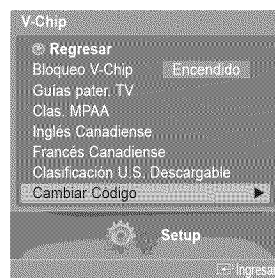 V-Chip
Regresar
Bloqueo V-Chip Encendido
Guías pater. TV
Clas. MPAA
Inglés Canadiense
Francés Canadiense
Clasificación U.S. Descargable
Cambiar Código
Setup
Ingresar